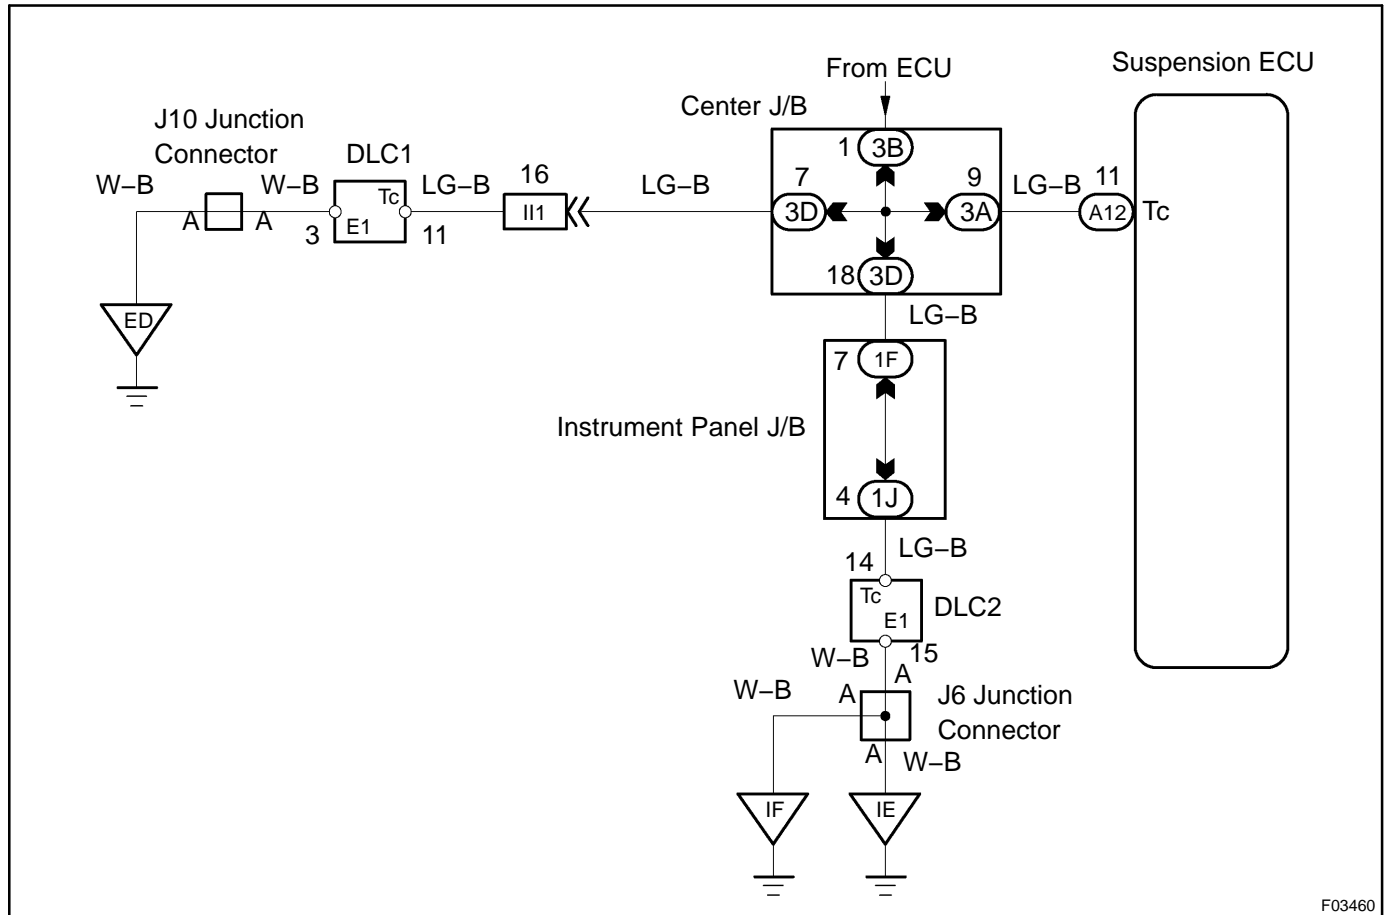 From ECU
Suspension ECU
Center J/B
J10 Junction
Connector
DLC1
1 3B
W–B
W–B
Tc
LG–B
16
LG–B
7
9
LG–B
11
A
A
3
E1
11
II1
3D
3A
A12
Tc
18 3D
ED
LG–B
7 1F
Instrument Panel J/B
4 1J
LG–B
14
Tc
E1
DLC2
W–B
15
A
W–B
A
J6 Junction
Connector
A
W–B
IF
IE
F03460